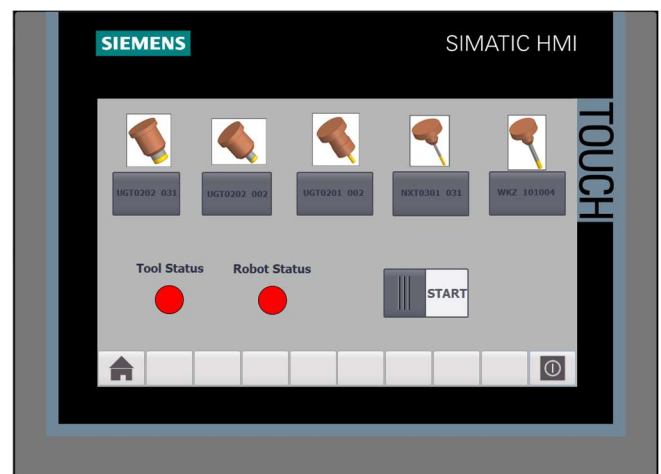 SIEMENS
SIMATIC HMI
TOUCH
UGT0202 031
UGT0202 002
UGT0201 002
NXT0301 031
WKZ 101004
Tool Status
Robot Status
START